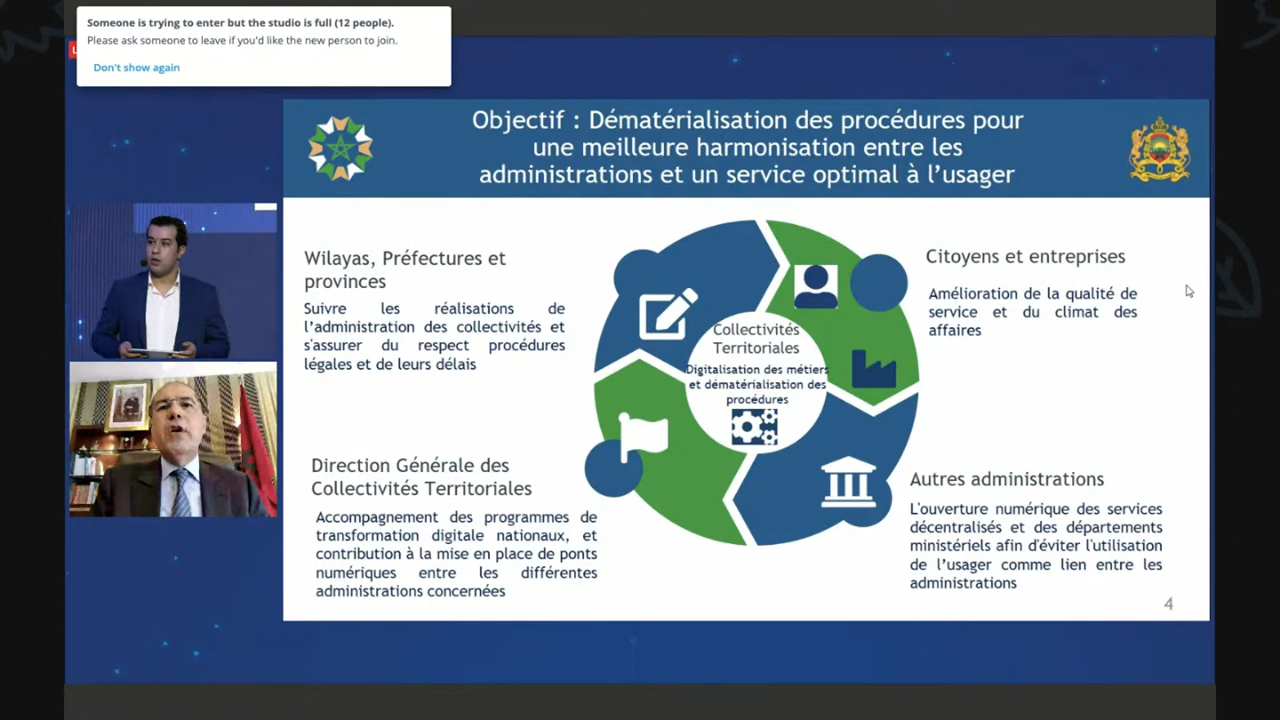 Someone is trying to enter but the studio is full (12 people).
Please ask someone to leave if you'd like the new person to join.
Don't show again
Objectif : Dématérialisation des procédures pour
une meilleure harmonisation entre les
administrations et un service optimal à l’usager
Wilayas, Préfectures et
provinces
Suivre les réalisations de
l’administration des collectivités et
s'assurer du respect procédures
légales et de leurs délais
Citoyens et entreprises
Amélioration de la qualité de
service et du climat des
affaires
Collectivités
Territoriales
Digitalisation des métiers
et dématérialisation des
procédures
Direction Générale des
Collectivités Territoriales
Accompagnement des programmes de
transformation digitale nationaux, et
contribution à la mise en place de ponts
numériques entre les différentes
administrations concernées
Autres administrations
L'ouverture numérique des services
décentralisés et des départements
ministériels afin d'éviter l'utilisation
de l’usager comme lien entre les
administrations
4